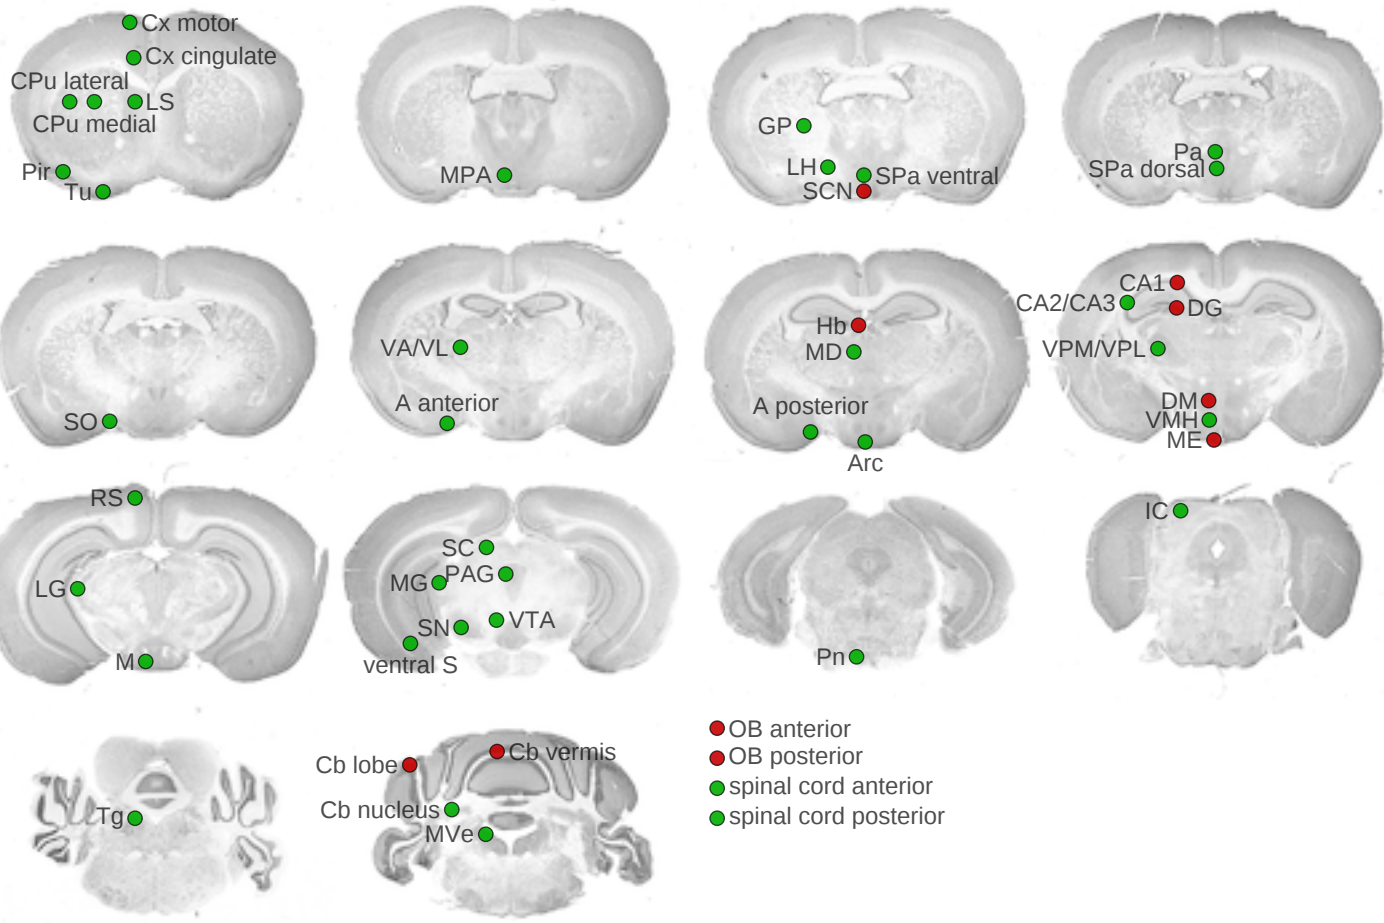 Cx motor
Cx cingulate
CPu lateral
LS
CPu medial
Pir
Tu
MPA
GP
LH
SPa ventral
SCN
Pa
SPa dorsal
SO
VA/VL
A anterior
Hb
MD
A posterior
Arc
CA1
CA2/CA3
DG
VPM/VPL
DM
VMH
ME
RS
LG
M
SC
MG
PAG
SN
VTA
ventral S
Pn
IC
Tg
Cb lobe
Cb vermis
Cb nucleus
MVe
OB anterior
OB posterior
spinal cord anterior
spinal cord posterior